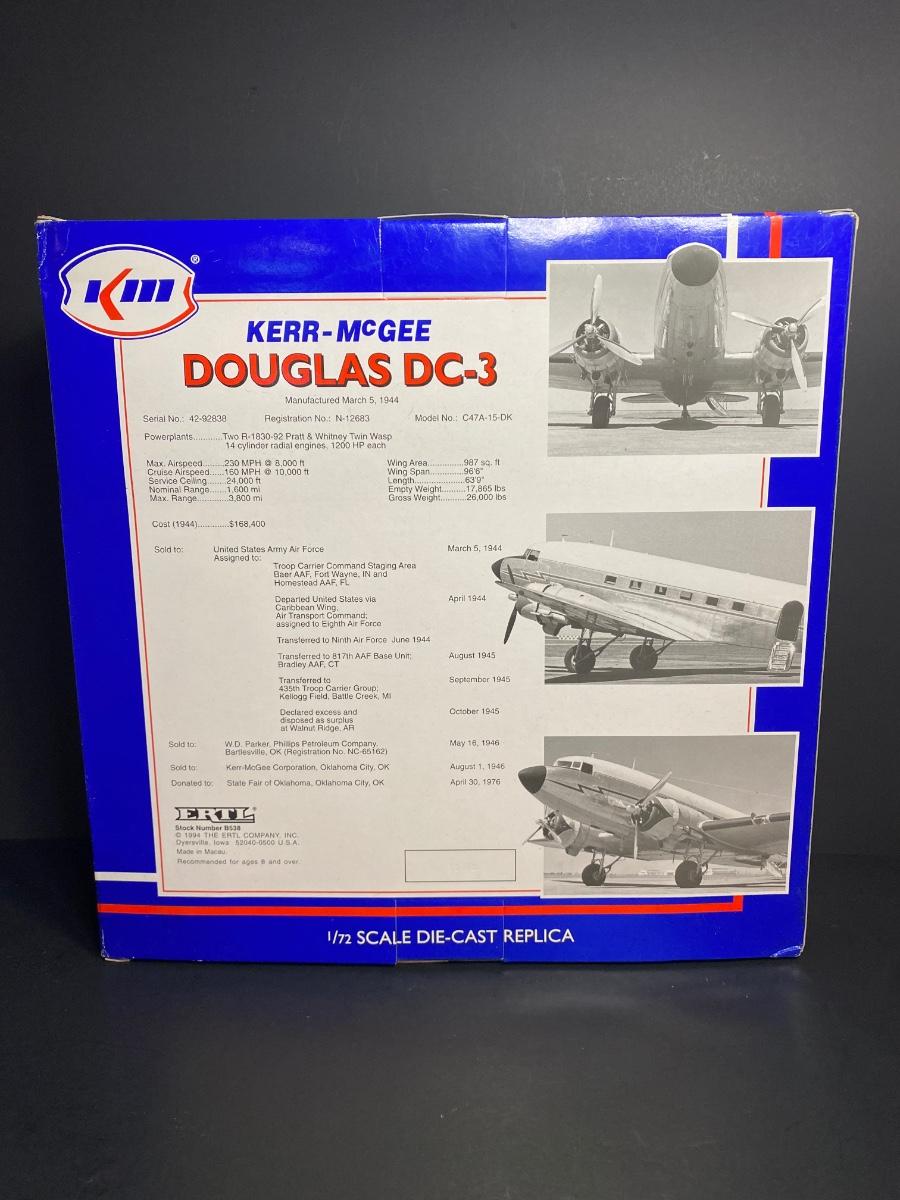 Km ®
KERR-McGEE
DOUGLAS DC-3
Manufactured March 5, 1944
Serial No.: 42-92838 Registration No.: N-12683 Model No.: C47A-15-DK
Powerplants............Two R-1830-92 Pratt & Whitney Twin Wasp
14 cylinder radial engines, 1200 HP each
Max. Airspeed.......230 MPH @ 8,000 ft Wing Area............987 sq. ft
Cruise Airspeed.....160 MPH @ 10,000 ft Wing Span...........96'6"
Service Ceiling.......24,000 ft Length..................63'9"
Nominal Range......1,600 mi Empty Weight........17,865 lbs
Max. Range...........3,800 mi Gross Weight........26,000 lbs
Cost (1944)............$168,400
Sold to: United States Army Air Force March 5, 1944
Assigned to:
Troop Carrier Command Staging Area
Baer AAF, Fort Wayne, IN and
Homestead AAF, FL
Departed United States via April 1944
Caribbean Wing,
Air Transport Command;
assigned to Eighth Air Force
Transferred to Ninth Air Force June 1944
Transferred to 817th AAF Base Unit; August 1945
Bradley AAF, CT
Transferred to September 1945
435th Troop Carrier Group;
Kellogg Field, Battle Creek, MI
Declared excess and October 1945
disposed as surplus
at Walnut Ridge, AR
Sold to: W.D. Parker, Phillips Petroleum Company, May 16, 1946
Bartlesville, OK (Registration No. NC-65162)
Sold to: Kerr-McGee Corporation, Oklahoma City, OK August 1, 1946
Donated to: State Fair of Oklahoma, Oklahoma City, OK April 30, 1976
ERTL®
Stock Number B538
© 1994 THE ERTL COMPANY, INC.
Dyersville, Iowa 52040-0500 U.S.A.
Made in Macau.
Recommended for ages 8 and over.
1/72 SCALE DIE-CAST REPLICA